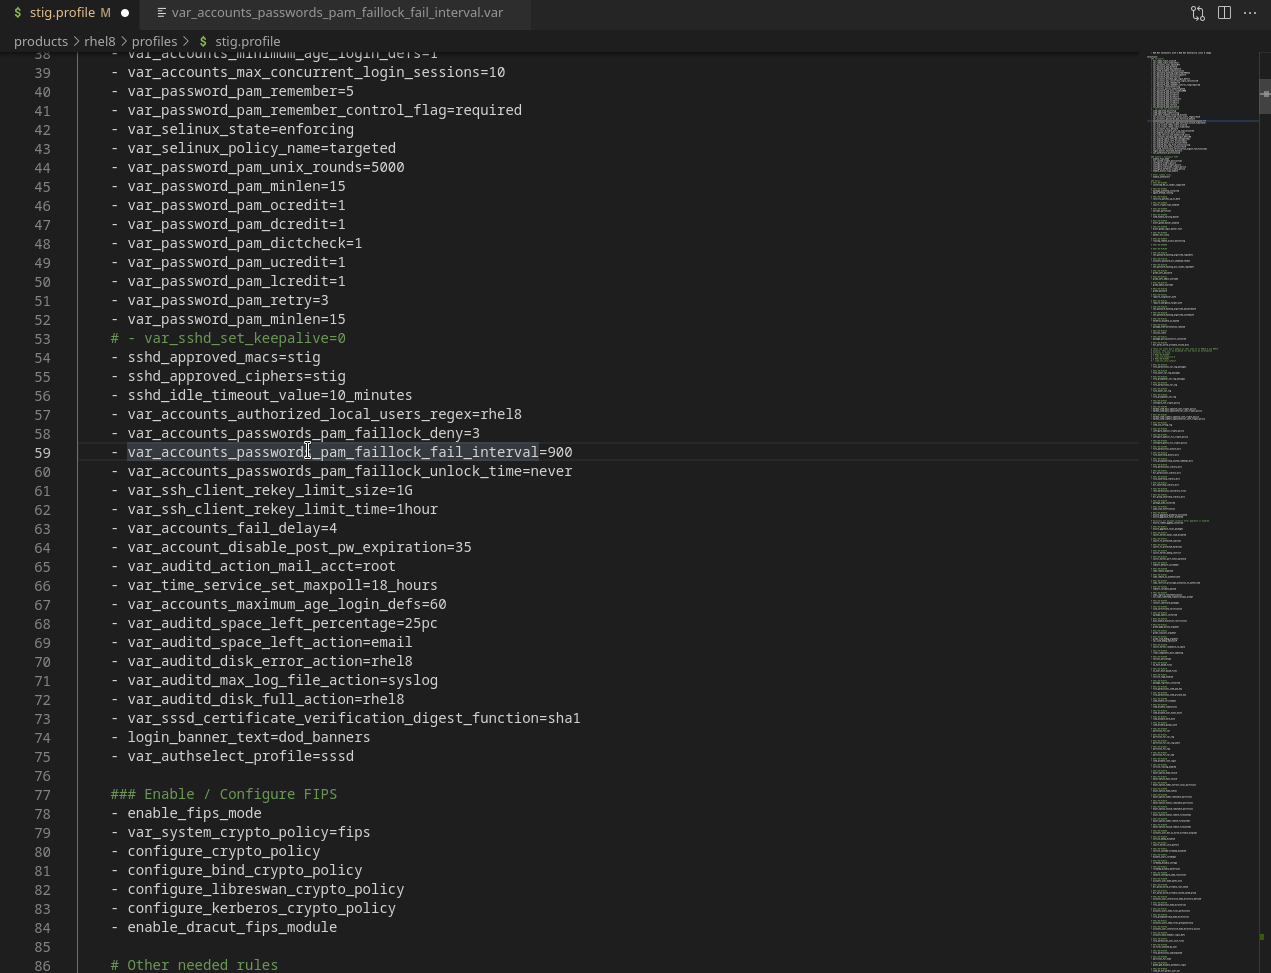 stig.profile M ●
var_accounts_passwords_pam_faillock_fail_interval.var
products > rhel8 > profiles > stig.profile
38 - var_accounts_minimum_age_login_defs=1
39 - var_accounts_max_concurrent_login_sessions=10
40 - var_password_pam_remember=5
41 - var_password_pam_remember_control_flag=required
42 - var_selinux_state=enforcing
43 - var_selinux_policy_name=targeted
44 - var_password_pam_unix_rounds=5000
45 - var_password_pam_minlen=15
46 - var_password_pam_ocredit=1
47 - var_password_pam_dcredit=1
48 - var_password_pam_dictcheck=1
49 - var_password_pam_ucredit=1
50 - var_password_pam_lcredit=1
51 - var_password_pam_retry=3
52 - var_password_pam_minlen=15
53 # - var_sshd_set_keepalive=0
54 - sshd_approved_macs=stig
55 - sshd_approved_ciphers=stig
56 - sshd_idle_timeout_value=10_minutes
57 - var_accounts_authorized_local_users_regex=rhel8
58 - var_accounts_passwords_pam_faillock_deny=3
59 - var_accounts_passwords_pam_faillock_fail_interval=900
60 - var_accounts_passwords_pam_faillock_unlock_time=never
61 - var_ssh_client_rekey_limit_size=1G
62 - var_ssh_client_rekey_limit_time=1hour
63 - var_accounts_fail_delay=4
64 - var_account_disable_post_pw_expiration=35
65 - var_auditd_action_mail_acct=root
66 - var_time_service_set_maxpoll=18_hours
67 - var_accounts_maximum_age_login_defs=60
68 - var_auditd_space_left_percentage=25pc
69 - var_auditd_space_left_action=email
70 - var_auditd_disk_error_action=rhel8
71 - var_auditd_max_log_file_action=syslog
72 - var_auditd_disk_full_action=rhel8
73 - var_sssd_certificate_verification_digest_function=sha1
74 - login_banner_text=dod_banners
75 - var_authselect_profile=sssd
76
77 ### Enable / Configure FIPS
78 - enable_fips_mode
79 - var_system_crypto_policy=fips
80 - configure_crypto_policy
81 - configure_bind_crypto_policy
82 - configure_libreswan_crypto_policy
83 - configure_kerberos_crypto_policy
84 - enable_dracut_fips_module
85
86 # Other needed rules